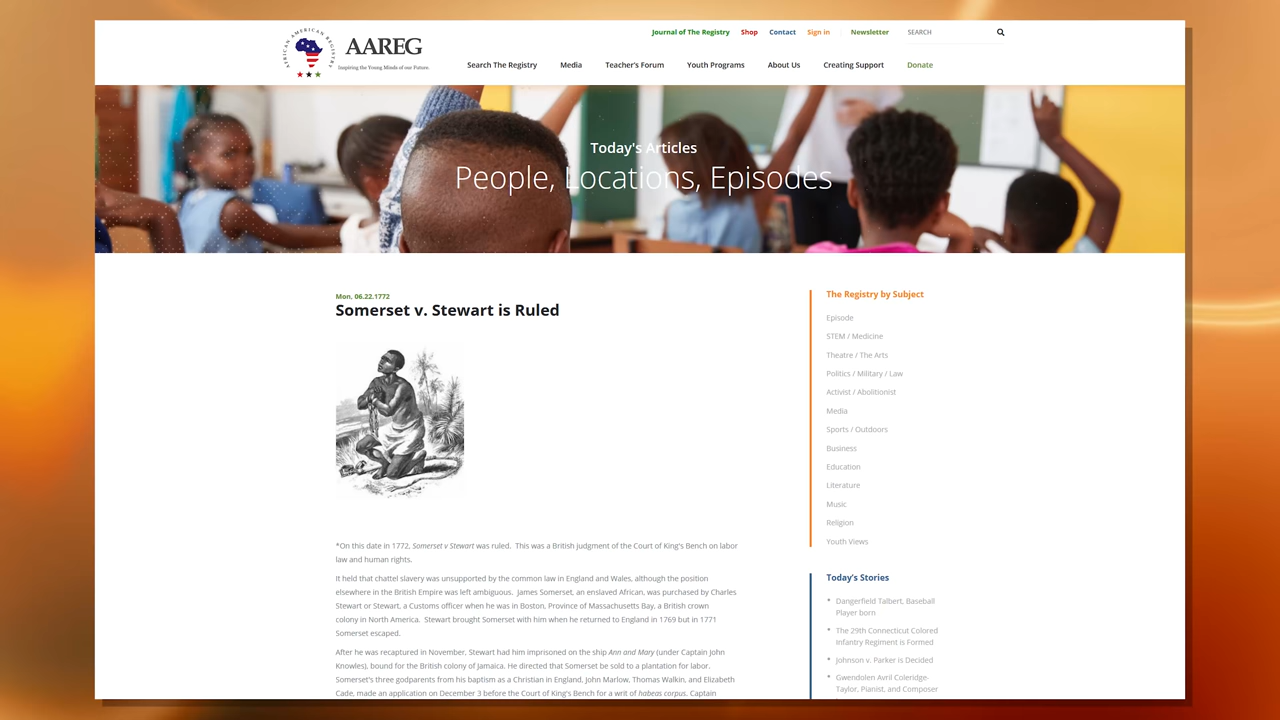 AFRICAN AMERICAN REGISTRY
AAREG
Inspiring the Young Minds of our Future.
Journal of The Registry Shop Contact Sign in Newsletter SEARCH
Search The Registry Media Teacher's Forum Youth Programs About Us Creating Support Donate
Today's Articles
People, Locations, Episodes
Mon, 06.22.1772
Somerset v. Stewart is Ruled
*On this date in 1772, Somerset v Stewart was ruled. This was a British judgment of the Court of King's Bench on labor
law and human rights.
It held that chattel slavery was unsupported by the common law in England and Wales, although the position
elsewhere in the British Empire was left ambiguous. James Somerset, an enslaved African, was purchased by Charles
Stewart or Stewart, a Customs officer when he was in Boston, Province of Massachusetts Bay, a British crown
colony in North America. Stewart brought Somerset with him when he returned to England in 1769 but in 1771
Somerset escaped.
After he was recaptured in November, Stewart had him imprisoned on the ship Ann and Mary (under Captain John
Knowles), bound for the British colony of Jamaica. He directed that Somerset be sold to a plantation for labor.
Somerset's three godparents from his baptism as a Christian in England, John Marlow, Thomas Walkin, and Elizabeth
Cade, made an application on December 3 before the Court of King's Bench for a writ of habeas corpus. Captain
The Registry by Subject
Episode
STEM / Medicine
Theatre / The Arts
Politics / Military / Law
Activist / Abolitionist
Media
Sports / Outdoors
Business
Education
Literature
Music
Religion
Youth Views
Today's Stories
* Dangerfield Talbert, Baseball
Player born
* The 29th Connecticut Colored
Infantry Regiment is Formed
* Johnson v. Parker is Decided
* Gwendolen Avril Coleridge-
Taylor, Pianist, and Composer